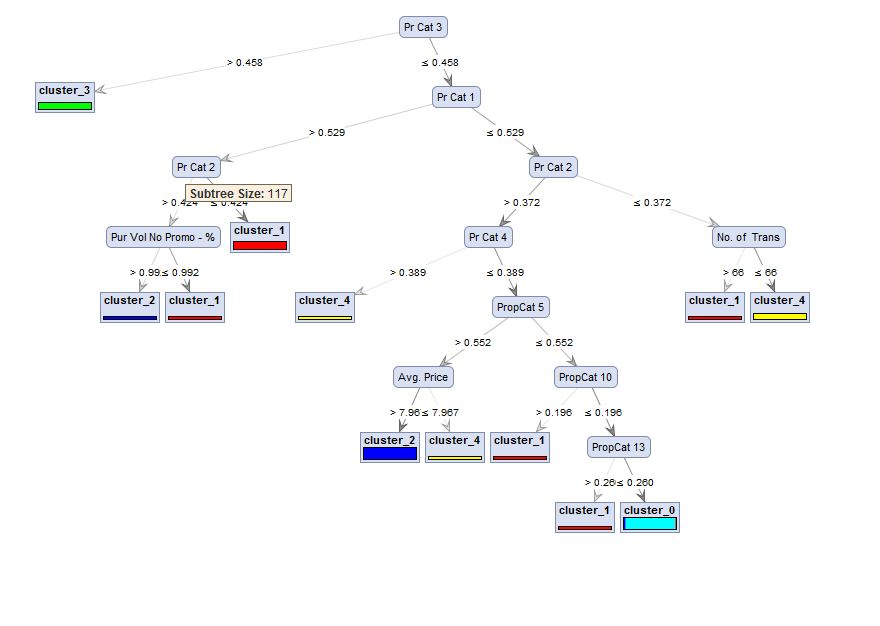 Pr Cat 3
> 0.458
≤ 0.458
cluster_3
Pr Cat 1
> 0.529
≤ 0.529
Pr Cat 2
Pr Cat 2
Subtree Size: 117
> 0.424
≤ 0.424
> 0.372
≤ 0.372
Pur Vol No Promo - %
cluster_1
Pr Cat 4
No. of Trans
> 0.99
≤ 0.992
> 0.389
≤ 0.389
> 66
≤ 66
cluster_2
cluster_1
cluster_4
PropCat 5
cluster_1
cluster_4
> 0.552
≤ 0.552
Avg. Price
PropCat 10
> 7.96
≤ 7.967
> 0.196
≤ 0.196
cluster_2
cluster_4
cluster_1
PropCat 13
> 0.26
≤ 0.260
cluster_1
cluster_0